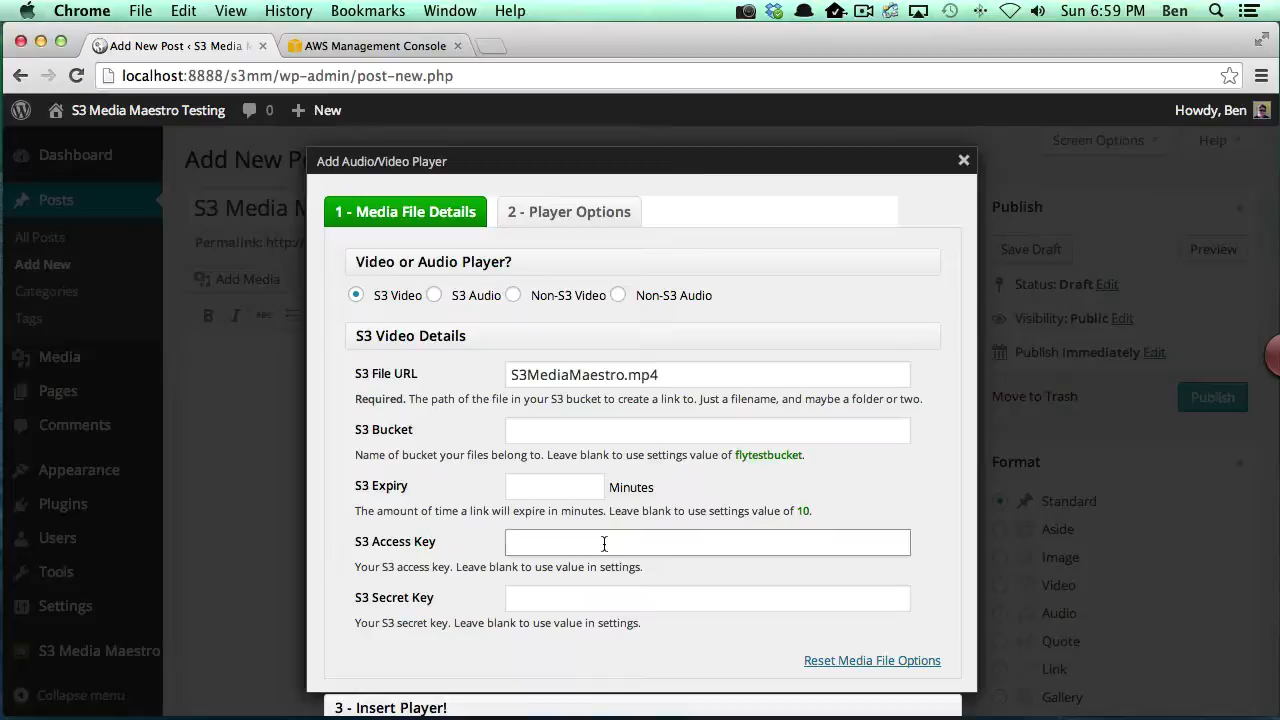 Chrome File Edit View History Bookmarks Window Help Sun 6:59 PM Ben
Add New Post ‹ S3 Media M AWS Management Console
localhost:8888/s3mm/wp-admin/post-new.php
S3 Media Maestro Testing 0 New Howdy, Ben
Dashboard
Posts
All Posts
Add New
Categories
Tags
Media
Pages
Comments
Appearance
Plugins
Users
Tools
Settings
S3 Media Maestro
Collapse menu
Screen Options Help
Add New Po
S3 Media M
Permalink: http:/
Add Media
B I ABC
Add Audio/Video Player
1 - Media File Details 2 - Player Options
Video or Audio Player?
S3 Video S3 Audio Non-S3 Video Non-S3 Audio
S3 Video Details
S3 File URL S3MediaMaestro.mp4
Required. The path of the file in your S3 bucket to create a link to. Just a filename, and maybe a folder or two.
S3 Bucket
Name of bucket your files belong to. Leave blank to use settings value of flytestbucket.
S3 Expiry Minutes
The amount of time a link will expire in minutes. Leave blank to use settings value of 10.
S3 Access Key
Your S3 access key. Leave blank to use value in settings.
S3 Secret Key
Your S3 secret key. Leave blank to use value in settings.
Reset Media File Options
3 - Insert Player!
Publish
Save Draft Preview
Status: Draft Edit
Visibility: Public Edit
Publish immediately Edit
Move to Trash Publish
Format
Standard
Aside
Image
Video
Audio
Quote
Link
Gallery